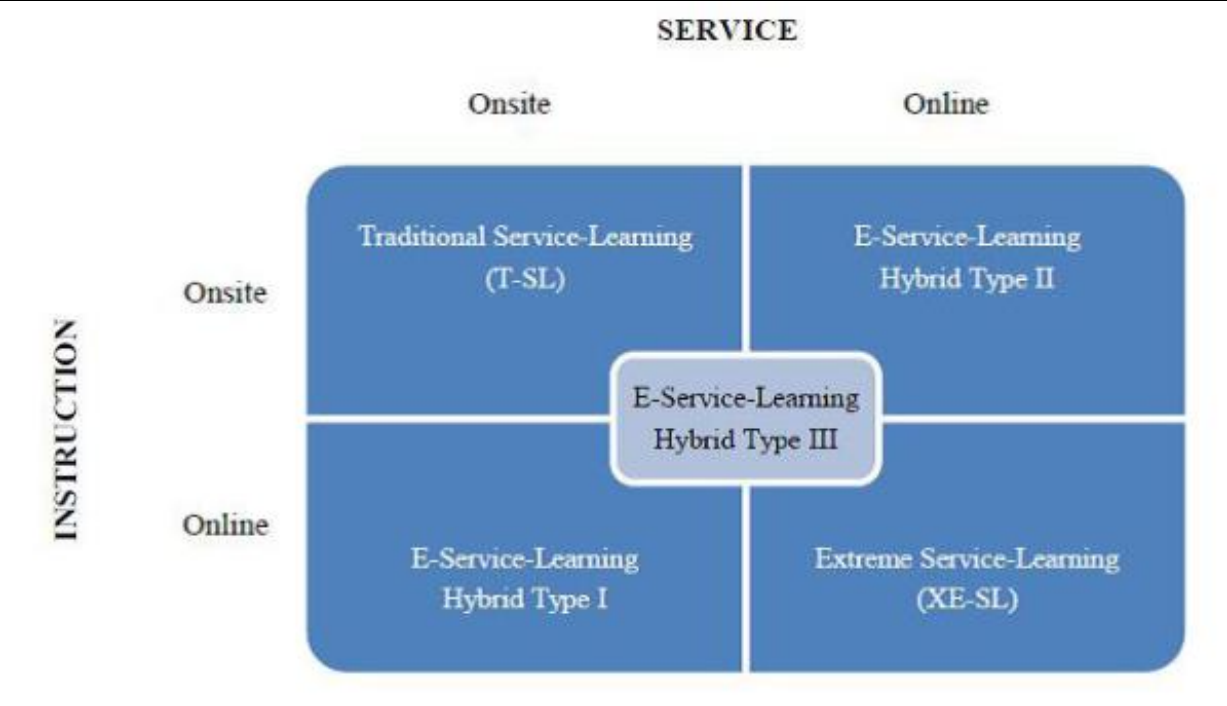 SERVICE
Onsite
Online
Traditional Service-Learning
(T-SL)
E-Service-Learning
Hybrid Type II
Onsite
INSTRUCTION
E-Service-Learning
Hybrid Type III
Online
E-Service-Learning
Hybrid Type I
Extreme Service-Learning
(XE-SL)